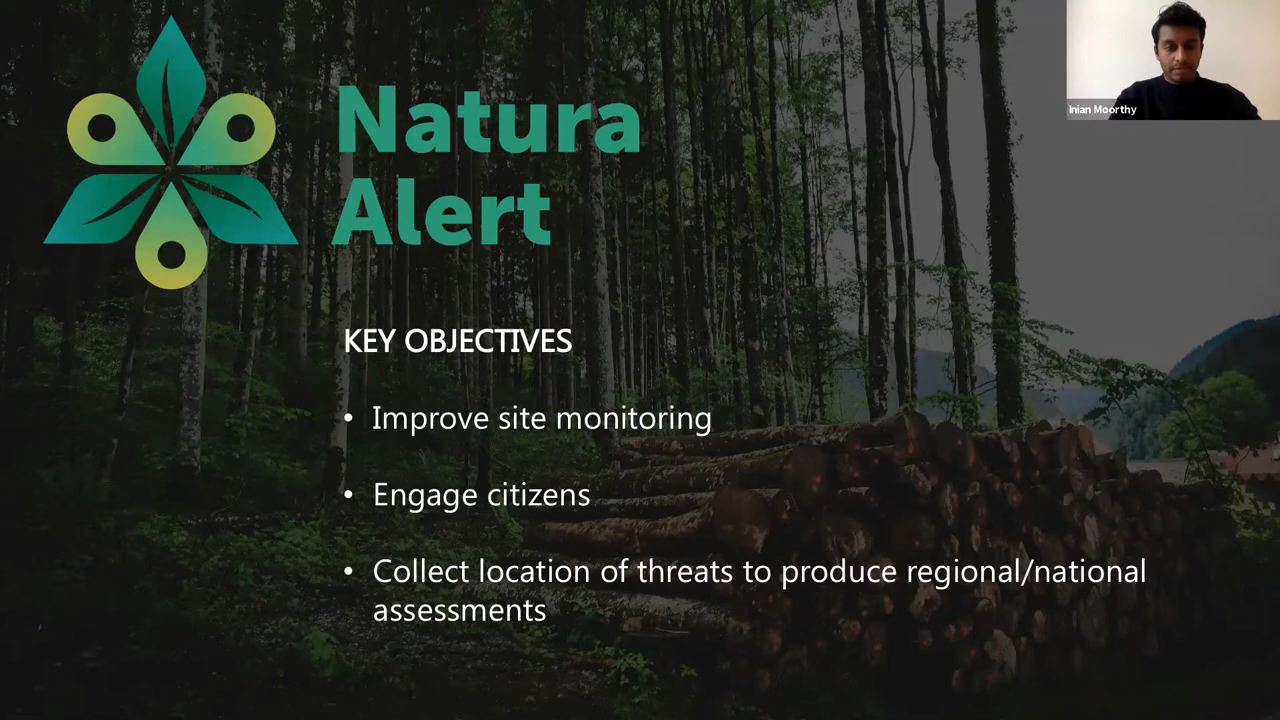 Natura
Alert
Inian Moorthy
KEY OBJECTIVES
• Improve site monitoring
• Engage citizens
• Collect location of threats to produce regional/national
assessments